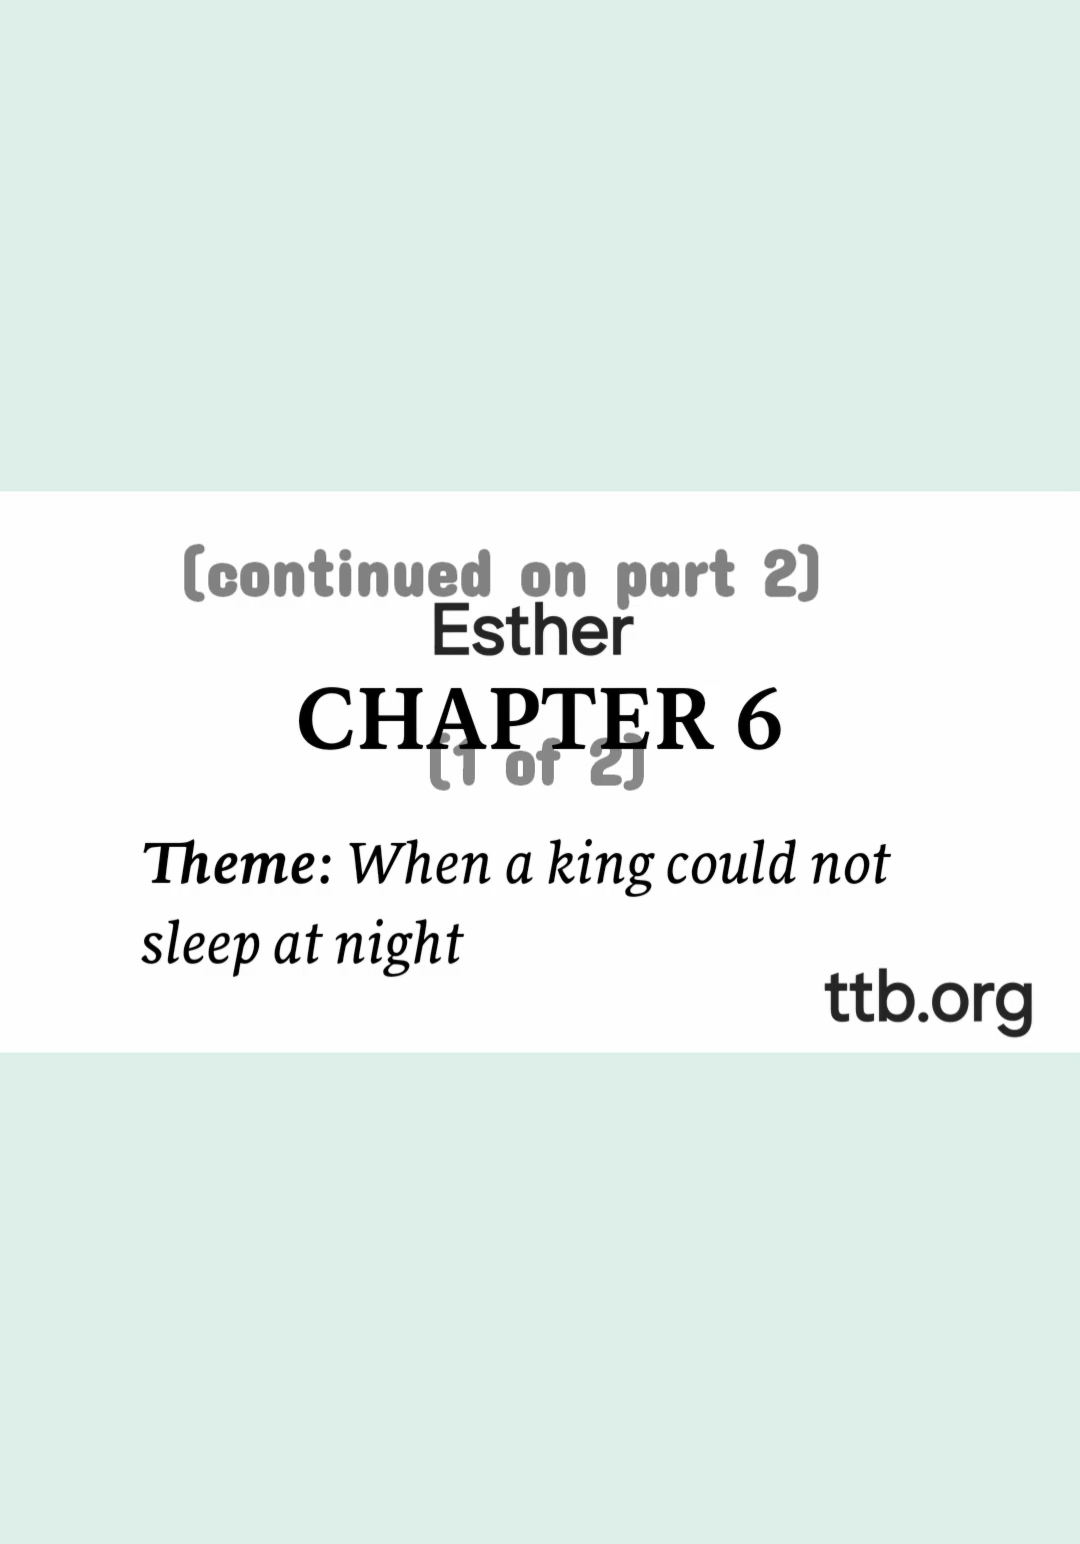 (continued on part 2)
Esther
CHAPTER 6
(1 of 2)
Theme: When a king could not
sleep at night
ttb.org